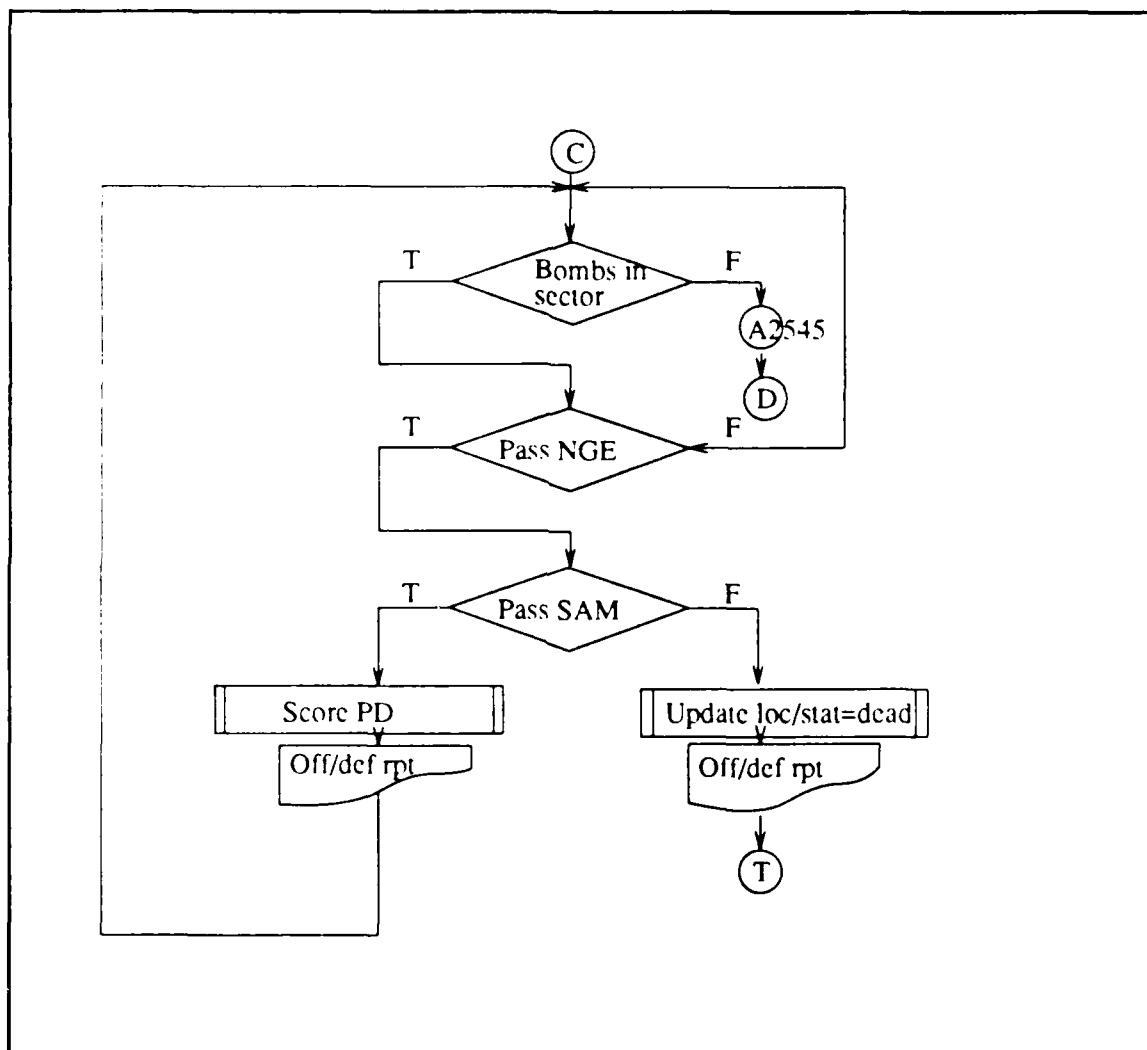 C
T
F
Bombs in
sector
A2545
D
T
F
Pass NGE
T
F
Pass SAM
Score PD
Update loc/stat=dead
Off/def rpt
Off/def rpt
T